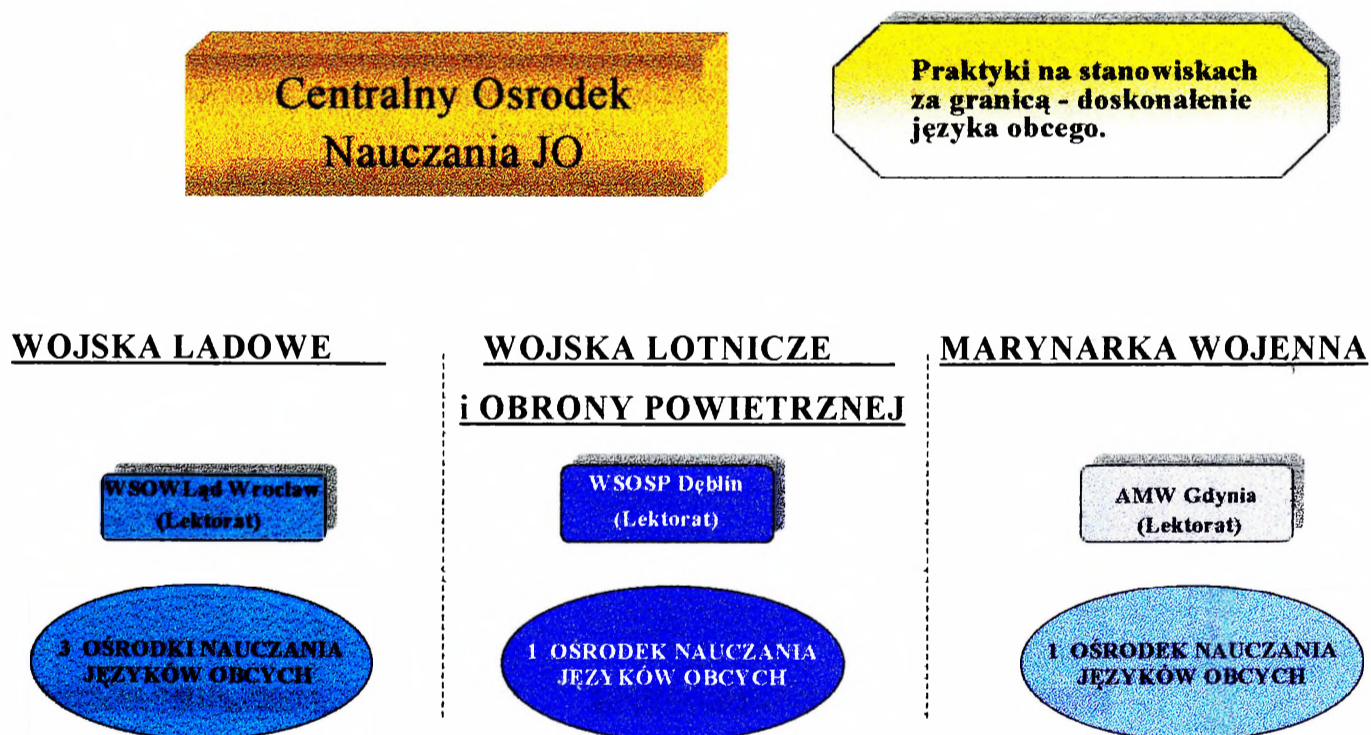 Centralny Osrodek
Nauczania JO
Praktyki na stanowiskach
za granicą - doskonalenie
języka obcego.
WOJSKA LĄDOWE
WSOWLąd Wrocław
(Lektorat)
3 OŚRODKI NAUCZANIA
JĘZYKÓW OBCYCH
WOJSKA LOTNICZE
i OBRONY POWIETRZNEJ
WSOSP Dęblin
(Lektorat)
1 OŚRODEK NAUCZANIA
JĘZYKÓW OBCYCH
MARYNARKA WOJENNA
AMW Gdynia
(Lektorat)
1 OŚRODEK NAUCZANIA
JĘZYKÓW OBCYCH